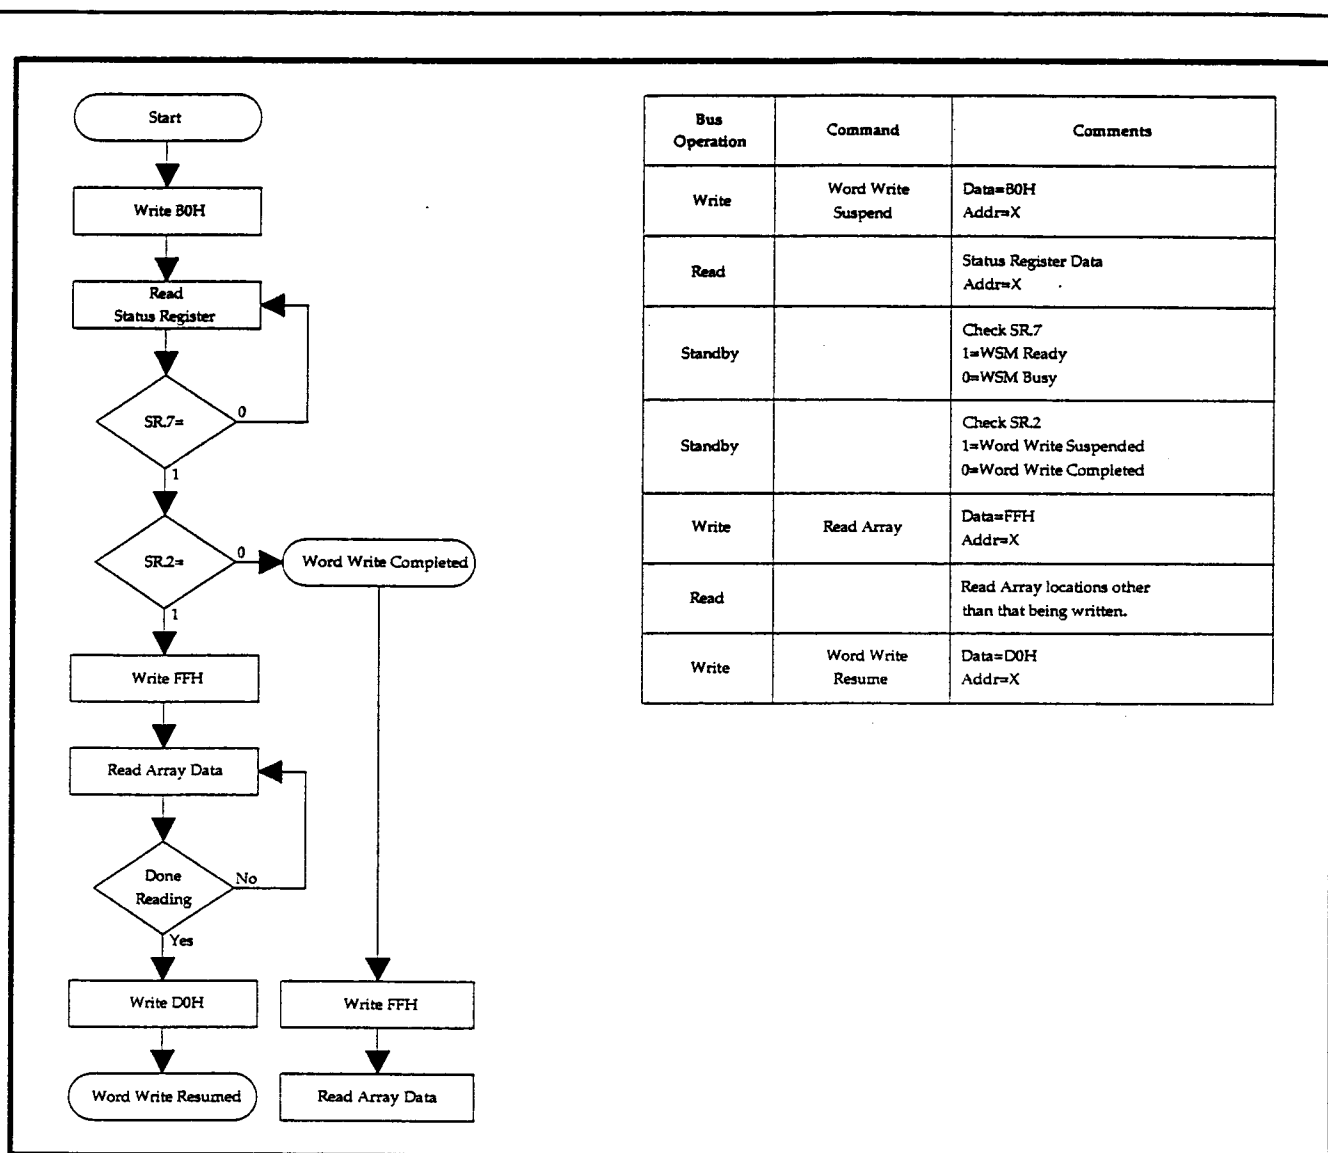 Start
Write B0H
Read
Status Register
SR.7=
0
1
SR.2=
0
Word Write Completed
1
Write FFH
Read Array Data
Done
Reading
No
Yes
Write D0H
Write FFH
Word Write Resumed
Read Array Data
Bus
Operation
Command
Comments
Write
Word Write
Suspend
Data=B0H
Addr=X
Read
Status Register Data
Addr=X
Standby
Check SR.7
1=WSM Ready
0=WSM Busy
Standby
Check SR.2
1=Word Write Suspended
0=Word Write Completed
Write
Read Array
Data=FFH
Addr=X
Read
Read Array locations other
than that being written.
Write
Word Write
Resume
Data=D0H
Addr=X